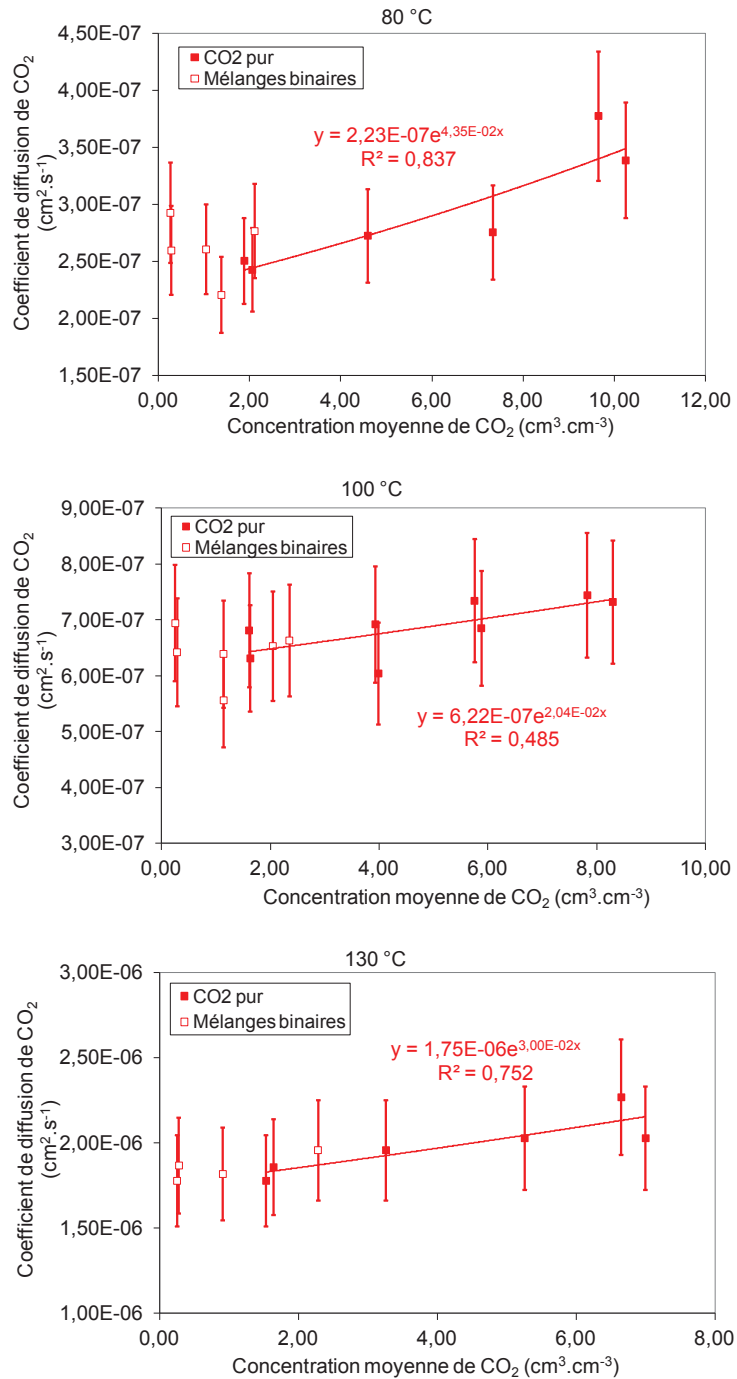 80 °C
4,50E-07
4,00E-07
3,50E-07
3,00E-07
2,50E-07
2,00E-07
1,50E-07
Coefficient de diffusion de CO₂
(cm².s⁻¹)
CO2 pur
Mélanges binaires
y = 2,23E-07e⁴,³⁵ᴱ⁻⁰²ˣ
R² = 0,837
0,00 2,00 4,00 6,00 8,00 10,00 12,00
Concentration moyenne de CO₂ (cm³.cm⁻³)
100 °C
9,00E-07
8,00E-07
7,00E-07
6,00E-07
5,00E-07
4,00E-07
3,00E-07
Coefficient de diffusion de CO₂
(cm².s⁻¹)
CO2 pur
Mélanges binaires
y = 6,22E-07e²,⁰⁴ᴱ⁻⁰²ˣ
R² = 0,485
0,00 2,00 4,00 6,00 8,00 10,00
Concentration moyenne de CO₂ (cm³.cm⁻³)
130 °C
3,00E-06
2,50E-06
2,00E-06
1,50E-06
1,00E-06
Coefficient de diffusion de CO₂
(cm².s⁻¹)
CO2 pur
Mélanges binaires
y = 1,75E-06e³,⁰⁰ᴱ⁻⁰²ˣ
R² = 0,752
0,00 2,00 4,00 6,00 8,00
Concentration moyenne de CO₂ (cm³.cm⁻³)